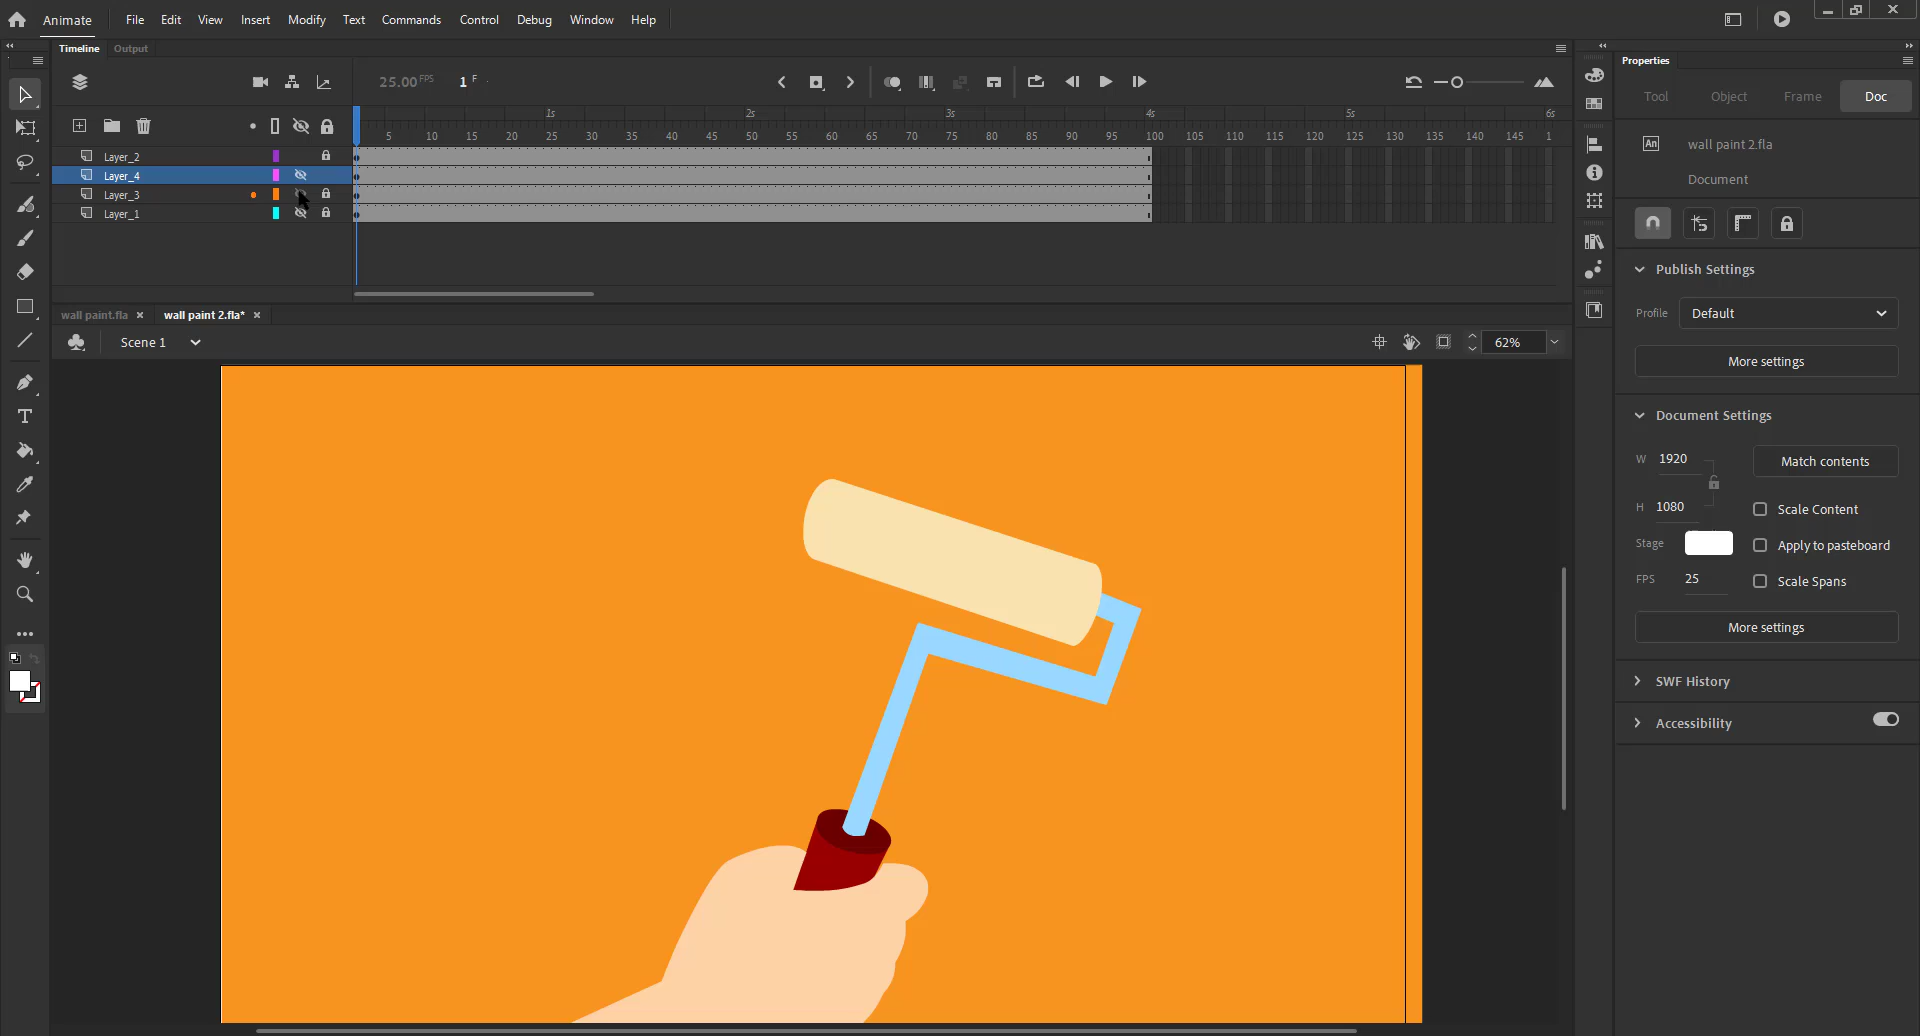 Animate File Edit View Insert Modify Text Commands Control Debug Window Help
Timeline Output
Properties
25.00 FPS 1 F
Tool Object Frame Doc
1s 2s 3s 4s 5s 6s
5 10 15 20 25 30 35 40 45 50 55 60 65 70 75 80 85 90 95 100 105 110 115 120 125 130 135 140 145 1
Layer_2
Layer_4
Layer_3
Layer_1
An wall paint 2.fla
Document
Publish Settings
Profile Default
More settings
wall paint.fla × wall paint 2.fla* ×
Scene 1 62%
Document Settings
W 1920 Match contents
H 1080 Scale Content
Stage Apply to pasteboard
FPS 25 Scale Spans
More settings
SWF History
Accessibility